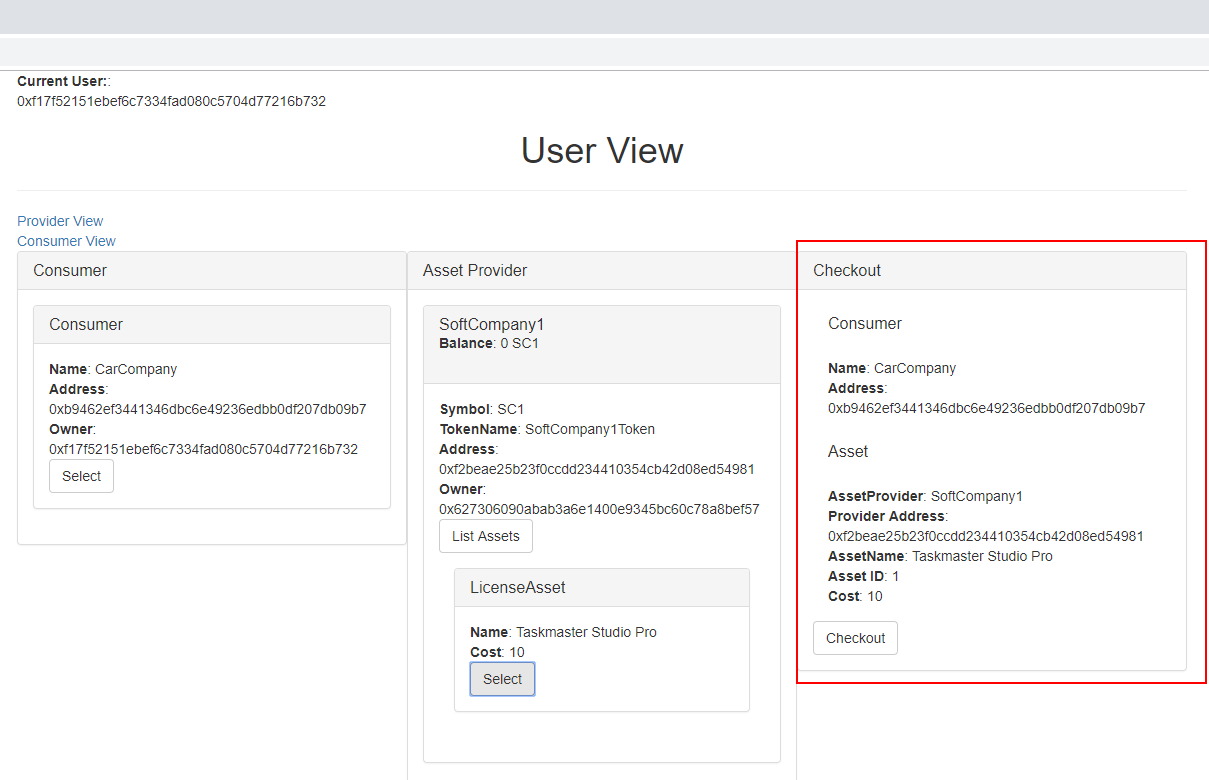 Current User::
0xf17f52151ebef6c7334fad080c5704d77216b732
User View
Provider View
Consumer View
Consumer
Consumer
Name: CarCompany
Address:
0xb9462ef3441346dbc6e49236edbb0df207db09b7
Owner:
0xf17f52151ebef6c7334fad080c5704d77216b732
Select
Asset Provider
SoftCompany1
Balance: 0 SC1
Symbol: SC1
TokenName: SoftCompany1Token
Address:
0xf2beae25b23f0ccdd234410354cb42d08ed54981
Owner:
0x627306090abab3a6e1400e9345bc60c78a8bef57
List Assets
LicenseAsset
Name: Taskmaster Studio Pro
Cost: 10
Select
Checkout
Consumer
Name: CarCompany
Address:
0xb9462ef3441346dbc6e49236edbb0df207db09b7
Asset
AssetProvider: SoftCompany1
Provider Address:
0xf2beae25b23f0ccdd234410354cb42d08ed54981
AssetName: Taskmaster Studio Pro
Asset ID: 1
Cost: 10
Checkout